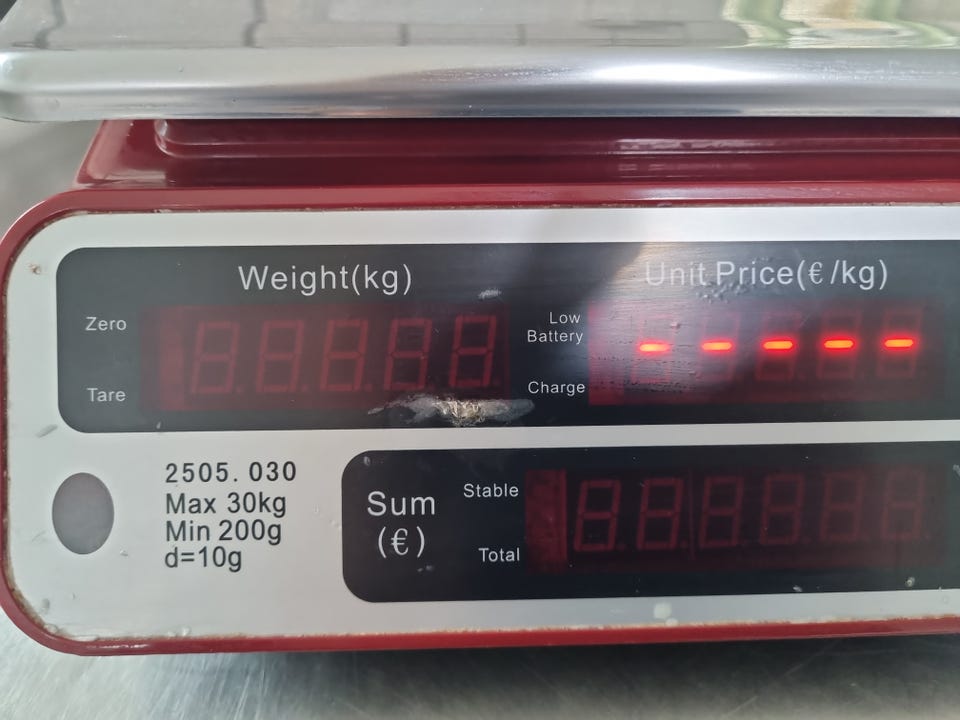 Weight(kg)
Unit Price(€/kg)
Zero
Low
Battery
-----
Tare
Charge
2505.030
Max 30kg
Min 200g
d=10g
Sum
(€)
Stable
Total